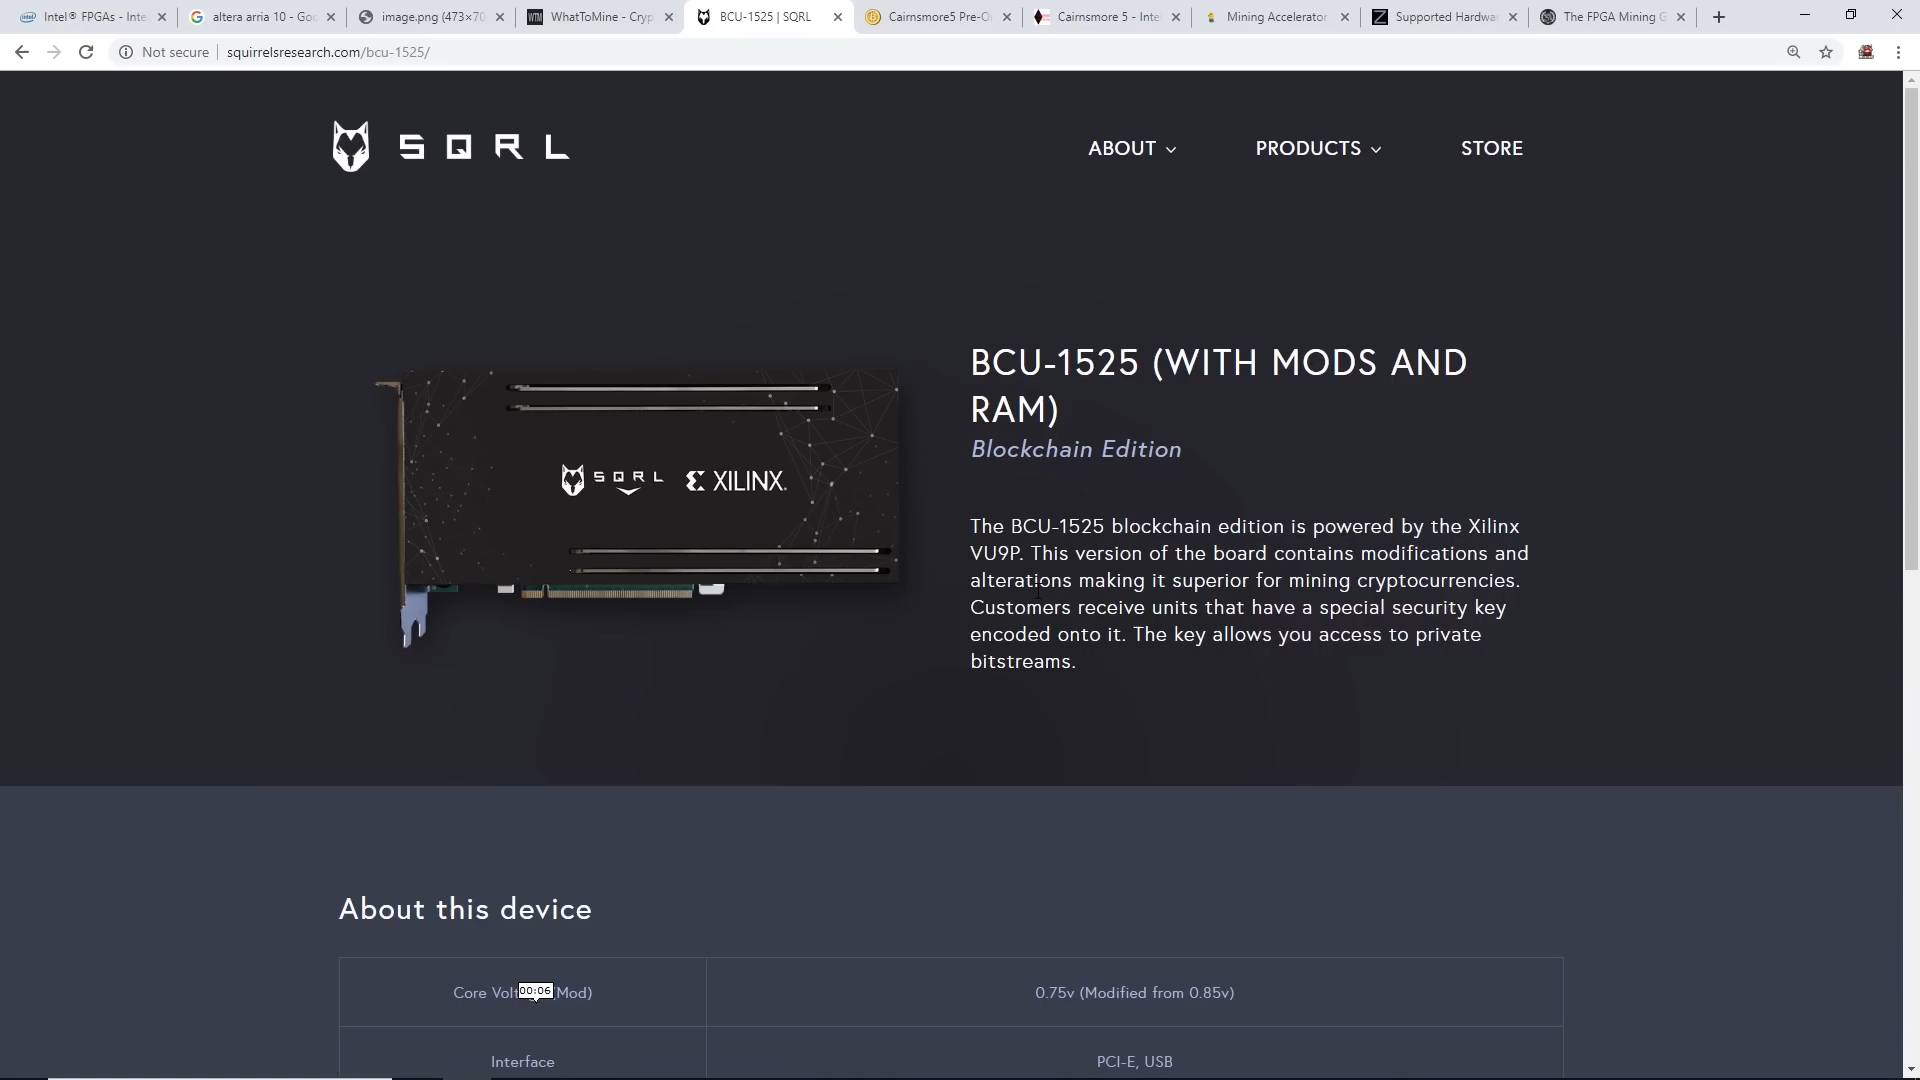 Intel® FPGAs - Inte
altera arria 10 - Goo
image.png (473×70
WhatToMine - Cryp
BCU-1525 | SQRL
Cairnsmore5 Pre-O
Cairnsmore 5 - Inte
Mining Accelerator
Supported Hardwa
The FPGA Mining G
Not secure
squirrelsresearch.com/bcu-1525/
SQRL
ABOUT
PRODUCTS
STORE
SQRL XILINX
BCU-1525 (WITH MODS AND
RAM)
Blockchain Edition
The BCU-1525 blockchain edition is powered by the Xilinx
VU9P. This version of the board contains modifications and
alterations making it superior for mining cryptocurrencies.
Customers receive units that have a special security key
encoded onto it. The key allows you access to private
bitstreams.
About this device
Core Volt 00:06 Mod)
0.75v (Modified from 0.85v)
Interface
PCI-E, USB